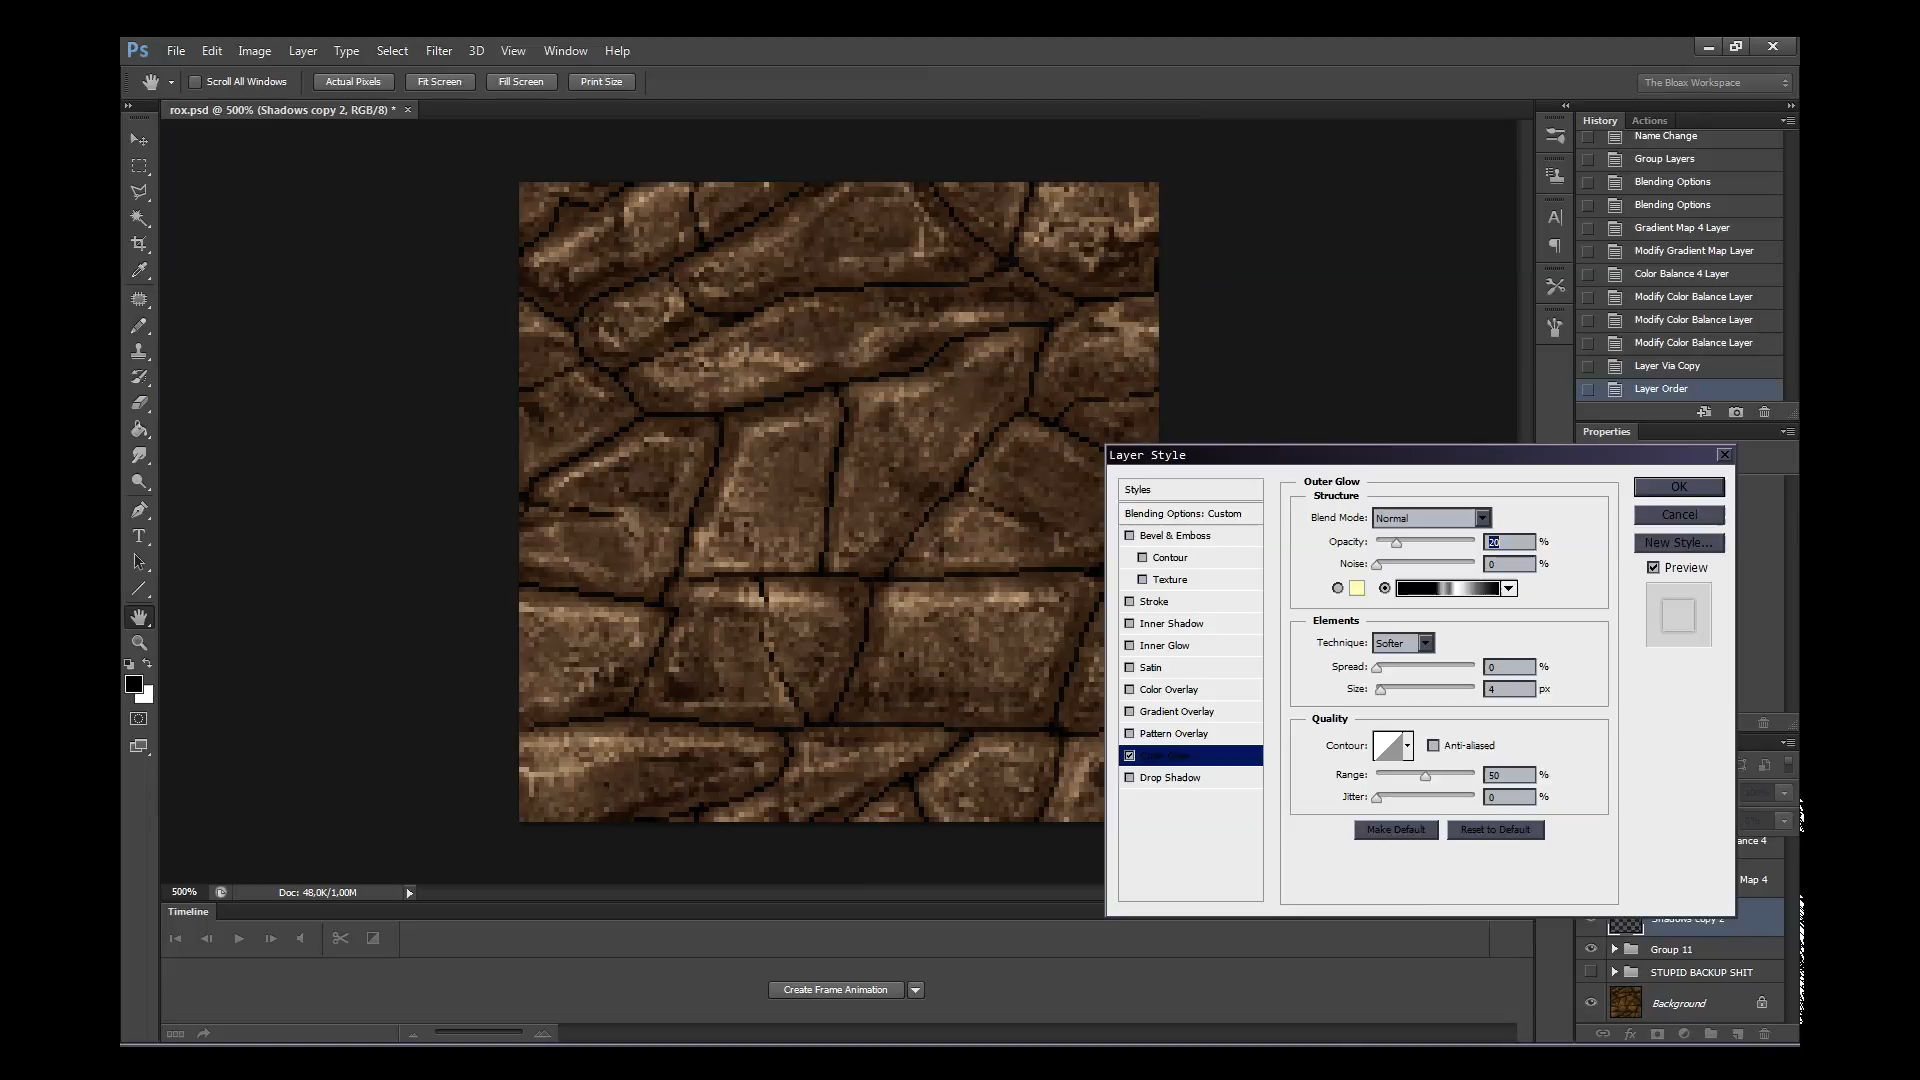 Ps File Edit Image Layer Type Select Filter 3D View Window Help
Scroll All Windows Actual Pixels Fit Screen Fill Screen Print Size The Bloax Workspace
rox.psd @ 500% (Shadows copy 2, RGB/8) * ×
History Actions
Name Change
Group Layers
Blending Options
Blending Options
Gradient Map 4 Layer
Modify Gradient Map Layer
Color Balance 4 Layer
Modify Color Balance Layer
Modify Color Balance Layer
Modify Color Balance Layer
Layer Via Copy
Layer Order
Properties
Layer Style
Styles
Blending Options: Custom
Bevel & Emboss
Contour
Texture
Stroke
Inner Shadow
Inner Glow
Satin
Color Overlay
Gradient Overlay
Pattern Overlay
Drop Shadow
Outer Glow
Structure
Blend Mode: Normal
Opacity: 20 %
Noise: 0 %
Elements
Technique: Softer
Spread: 0 %
Size: 4 px
Quality
Contour: Anti-aliased
Range: 50 %
Jitter: 0 %
Make Default Reset to Default
OK
Cancel
New Style...
Preview
ance 4
Map 4
Shadows copy 2
Group 11
STUPID BACKUP SHIT
Background
500% Doc: 48,0K/1,00M
Timeline
Create Frame Animation